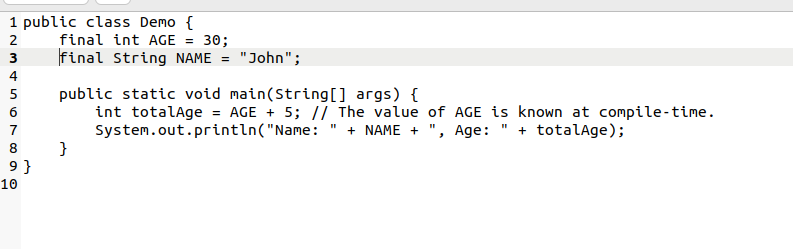 1 public class Demo {
2     final int AGE = 30;
3     final String NAME = "John";
4
5     public static void main(String[] args) {
6         int totalAge = AGE + 5; // The value of AGE is known at compile-time.
7         System.out.println("Name: " + NAME + ", Age: " + totalAge);
8     }
9 }
10